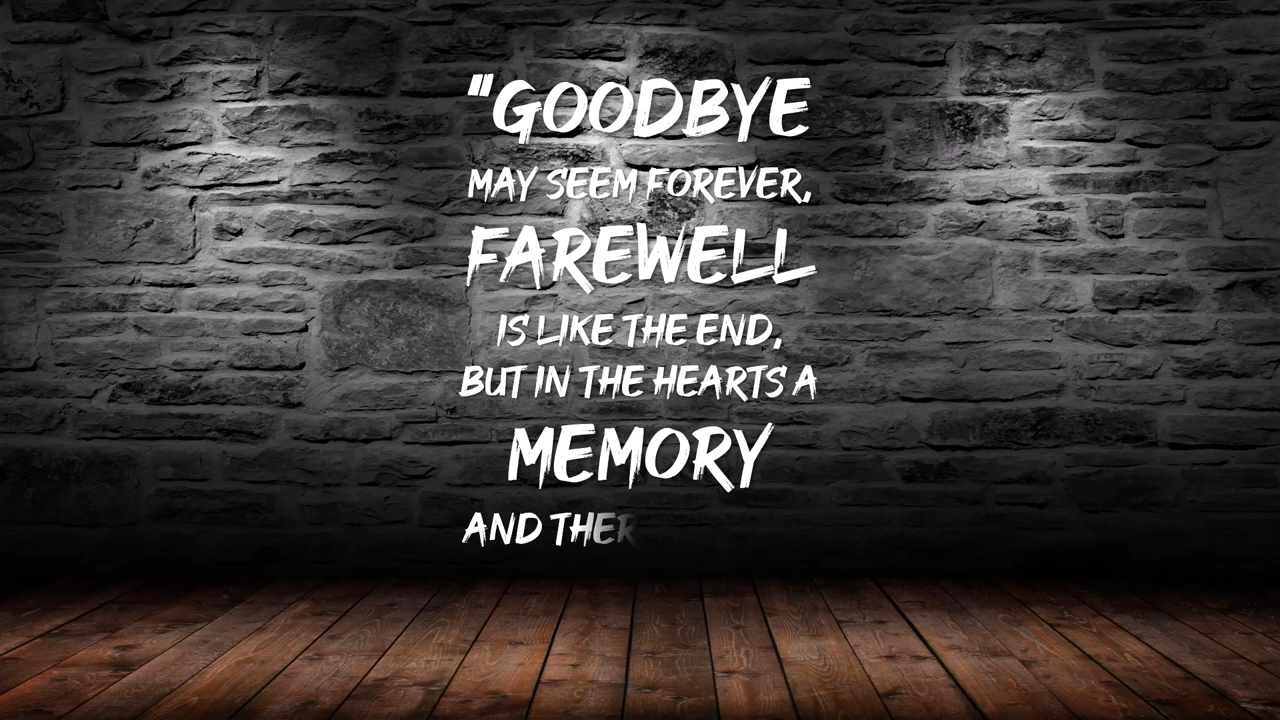 "GOODBYE
MAY SEEM FOREVER,
FAREWELL
IS LIKE THE END,
BUT IN THE HEARTS A
MEMORY
AND THER